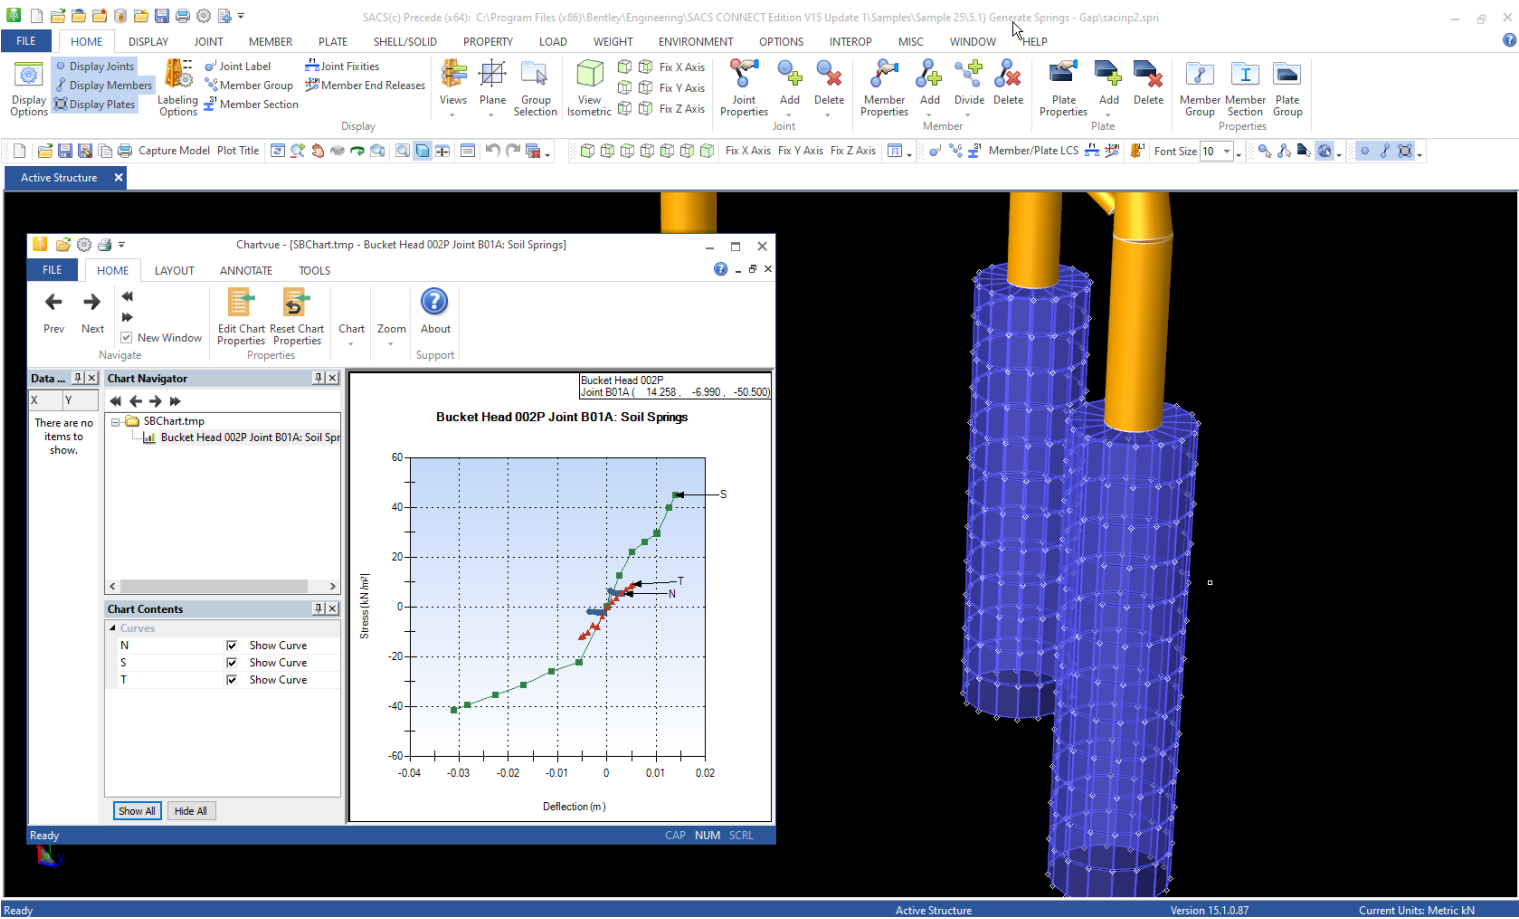 SACS(c) Precede (x64): C:\Program Files (x86)\Bentley\Engineering\SACS CONNECT Edition V15 Update 1\Samples\Sample 25\5.1) Generate Springs - Gap\sacinp2.spri
FILE HOME DISPLAY JOINT MEMBER PLATE SHELL/SOLID PROPERTY LOAD WEIGHT ENVIRONMENT OPTIONS INTEROP MISC WINDOW HELP
Display Joints Joint Label Joint Fixities Fix X Axis
Display Members Member Group Member End Releases Fix Y Axis
Display Plates Member Section Fix Z Axis
Display Options Labeling Options Views Plane Group Selection View Isometric Joint Properties Add Delete Member Properties Add Divide Delete Plate Properties Add Delete Member Group Member Section Plate Group
Display Joint Member Plate Properties
Capture Model Plot Title Fix X Axis Fix Y Axis Fix Z Axis Member/Plate LCS Font Size 10
Active Structure
Chartvue - [SBChart.tmp - Bucket Head 002P Joint B01A: Soil Springs]
FILE HOME LAYOUT ANNOTATE TOOLS
Prev Next New Window Edit Chart Properties Reset Chart Properties Chart Zoom About
Navigate Properties Support
Data ... Chart Navigator
X Y
There are no items to show.
SBChart.tmp
Bucket Head 002P Joint B01A: Soil Spr
Chart Contents
Curves
N Show Curve
S Show Curve
T Show Curve
Show All Hide All
Bucket Head 002P
Joint B01A ( 14.258 , -6.990 , -50.500)
Bucket Head 002P Joint B01A: Soil Springs
60
40
20
0
-20
-40
-60
Stress [kN /m²]
S
T
N
-0.04 -0.03 -0.02 -0.01 0 0.01 0.02
Deflection (m )
Ready CAP NUM SCRL
X
Ready Active Structure Version 15.1.0.87 Current Units: Metric kN